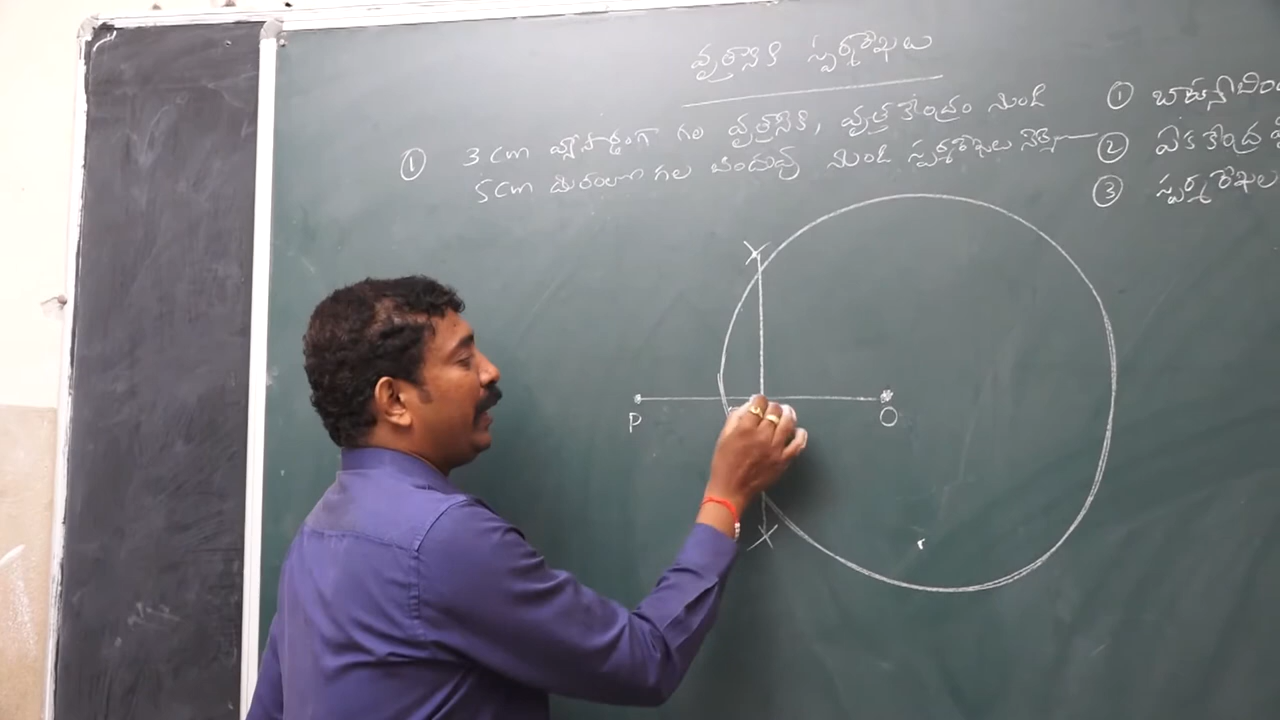 వృత్తానికి స్పర్శరేఖలు
① 3 cm వ్యాసార్ధంగా గల వృత్తానికి, వృత్త కేంద్రం నుండి
5 cm దూరంలో గల బిందువు నుండి స్పర్శరేఖలు
①
② ఏక కేంద్ర
③ స్పర్శరేఖల
P
O